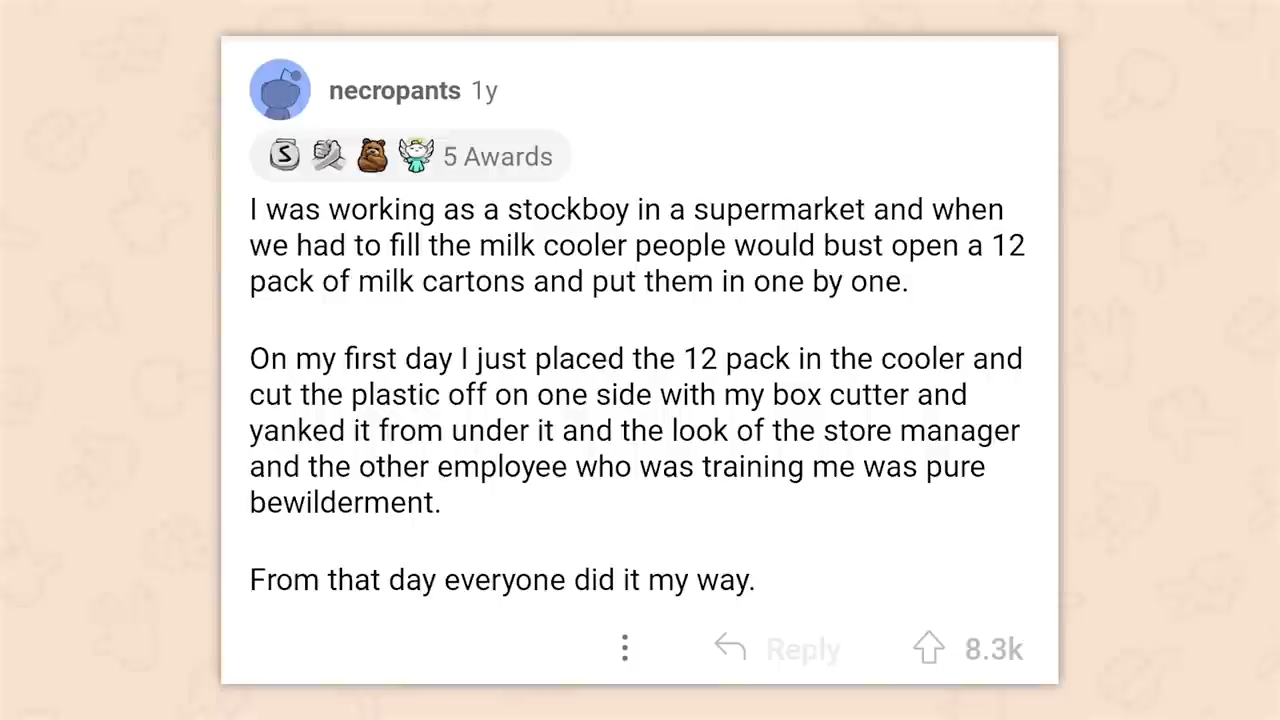 necropants 1y
5 Awards
I was working as a stockboy in a supermarket and when
we had to fill the milk cooler people would bust open a 12
pack of milk cartons and put them in one by one.
On my first day I just placed the 12 pack in the cooler and
cut the plastic off on one side with my box cutter and
yanked it from under it and the look of the store manager
and the other employee who was training me was pure
bewilderment.
From that day everyone did it my way.
Reply 8.3k